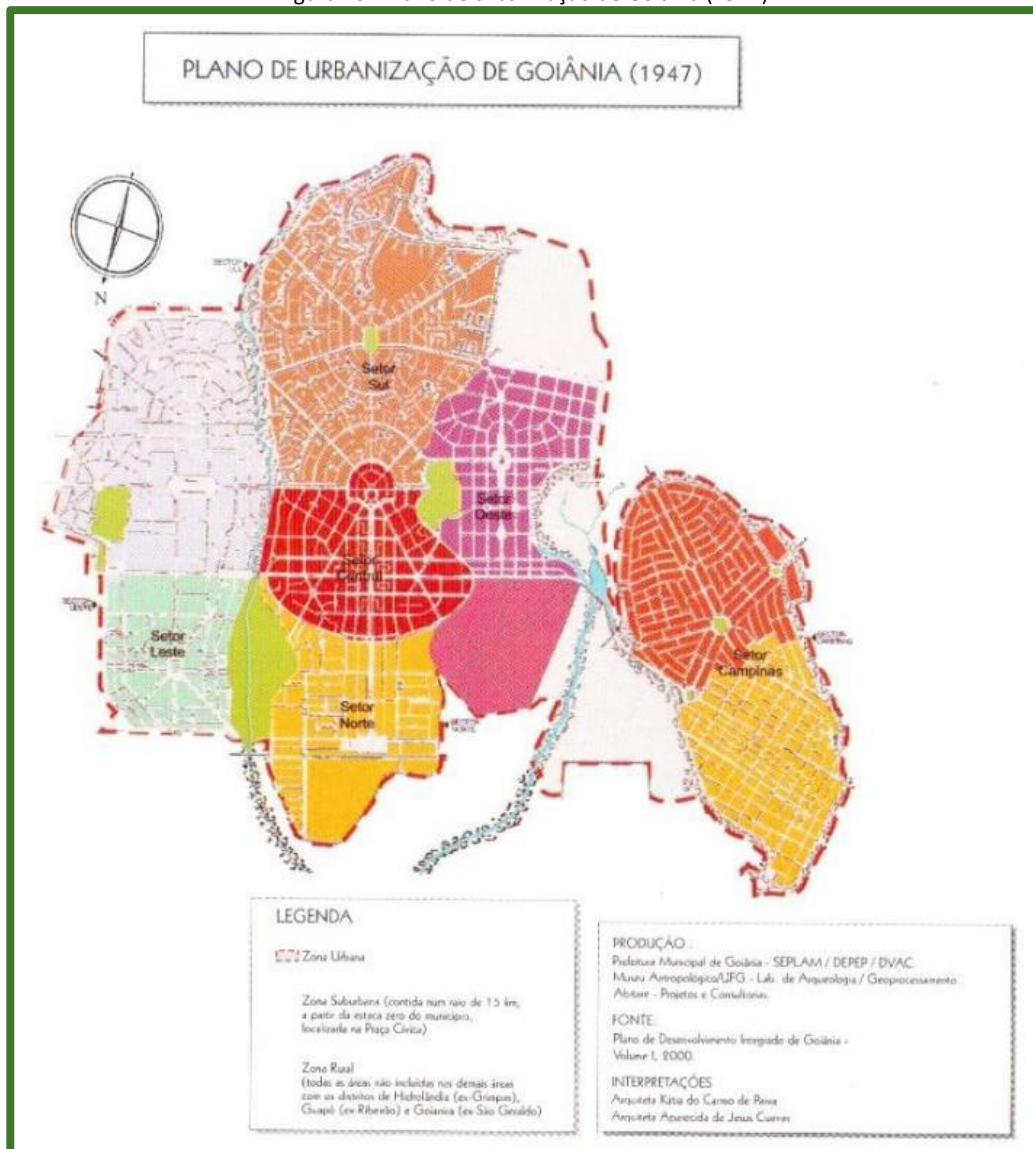 PLANO DE URBANIZAÇÃO DE GOIÂNIA (1947)
N
Setor
Sul
Setor
Oeste
Setor
Central
Setor
Leste
Setor
Norte
Setor
Campinas
LEGENDA
Zona Urbana
Zona Suburbana (contida num raio de 15 km,
a partir da estaca zero do município,
localizada na Praça Cívica)
Zona Rural
(todas as áreas não incluídas nas demais áreas
com os distritos de Hidrolândia (ex-Grimpas),
Guapó (ex-Ribeirão) e Goianira (ex-São Geraldo)
PRODUÇÃO :
Prefeitura Municipal de Goiânia - SEPLAM / DEPEP / DVAC
Museu Antropológico/UFG - Lab. de Arqueologia / Geoprocessamento
Abitare - Projetos e Consultorias.
FONTE:
Plano de Desenvolvimento Integrado de Goiânia -
Volume I, 2000.
INTERPRETAÇÕES
Arquiteta Kátia do Carmo de Paiva
Arquiteta Aparecida de Jesus Cuevas